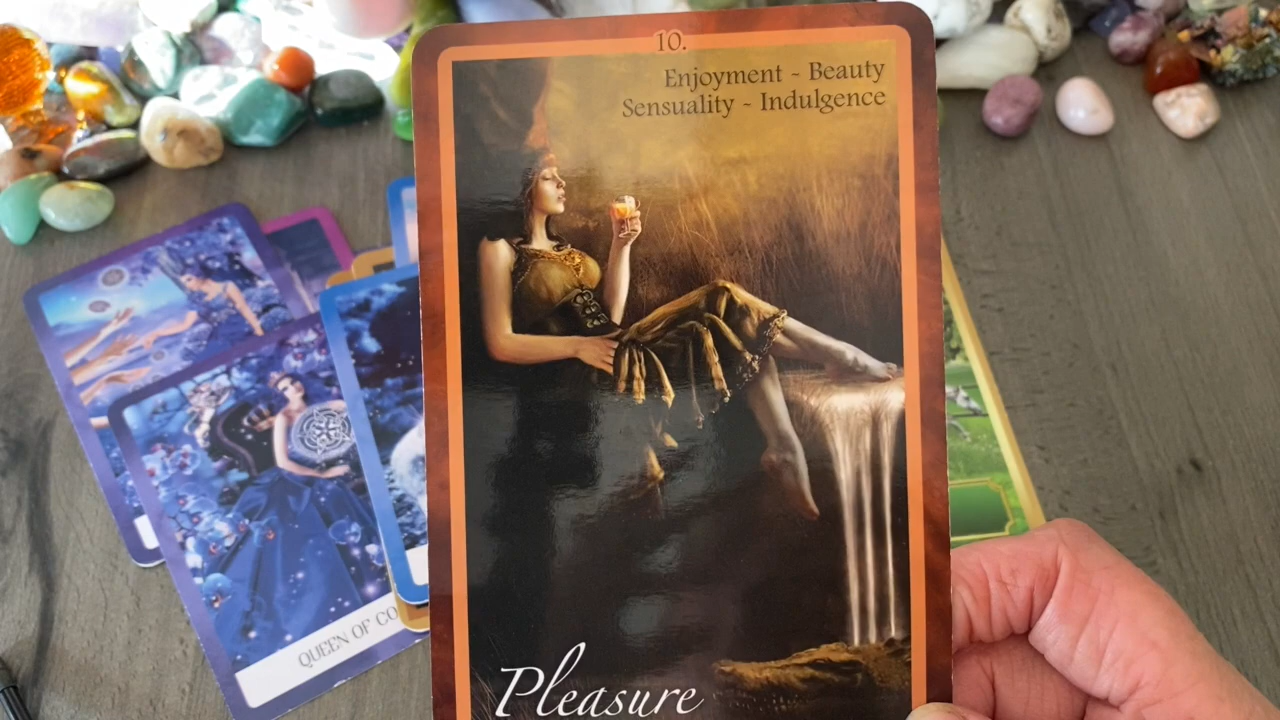 10.
Enjoyment ~ Beauty
Sensuality ~ Indulgence
Pleasure
QUEEN OF CO